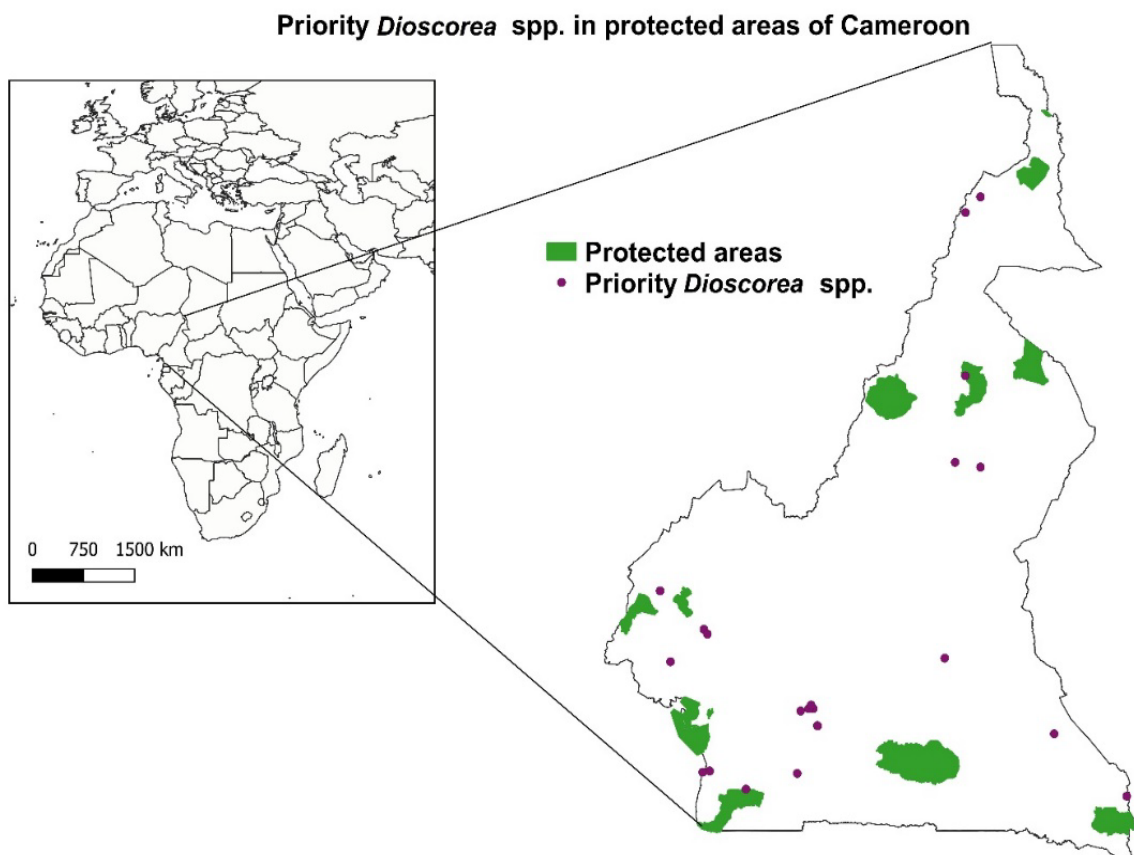 Priority Dioscorea spp. in protected areas of Cameroon
Protected areas
Priority Dioscorea spp.
0 750 1500 km